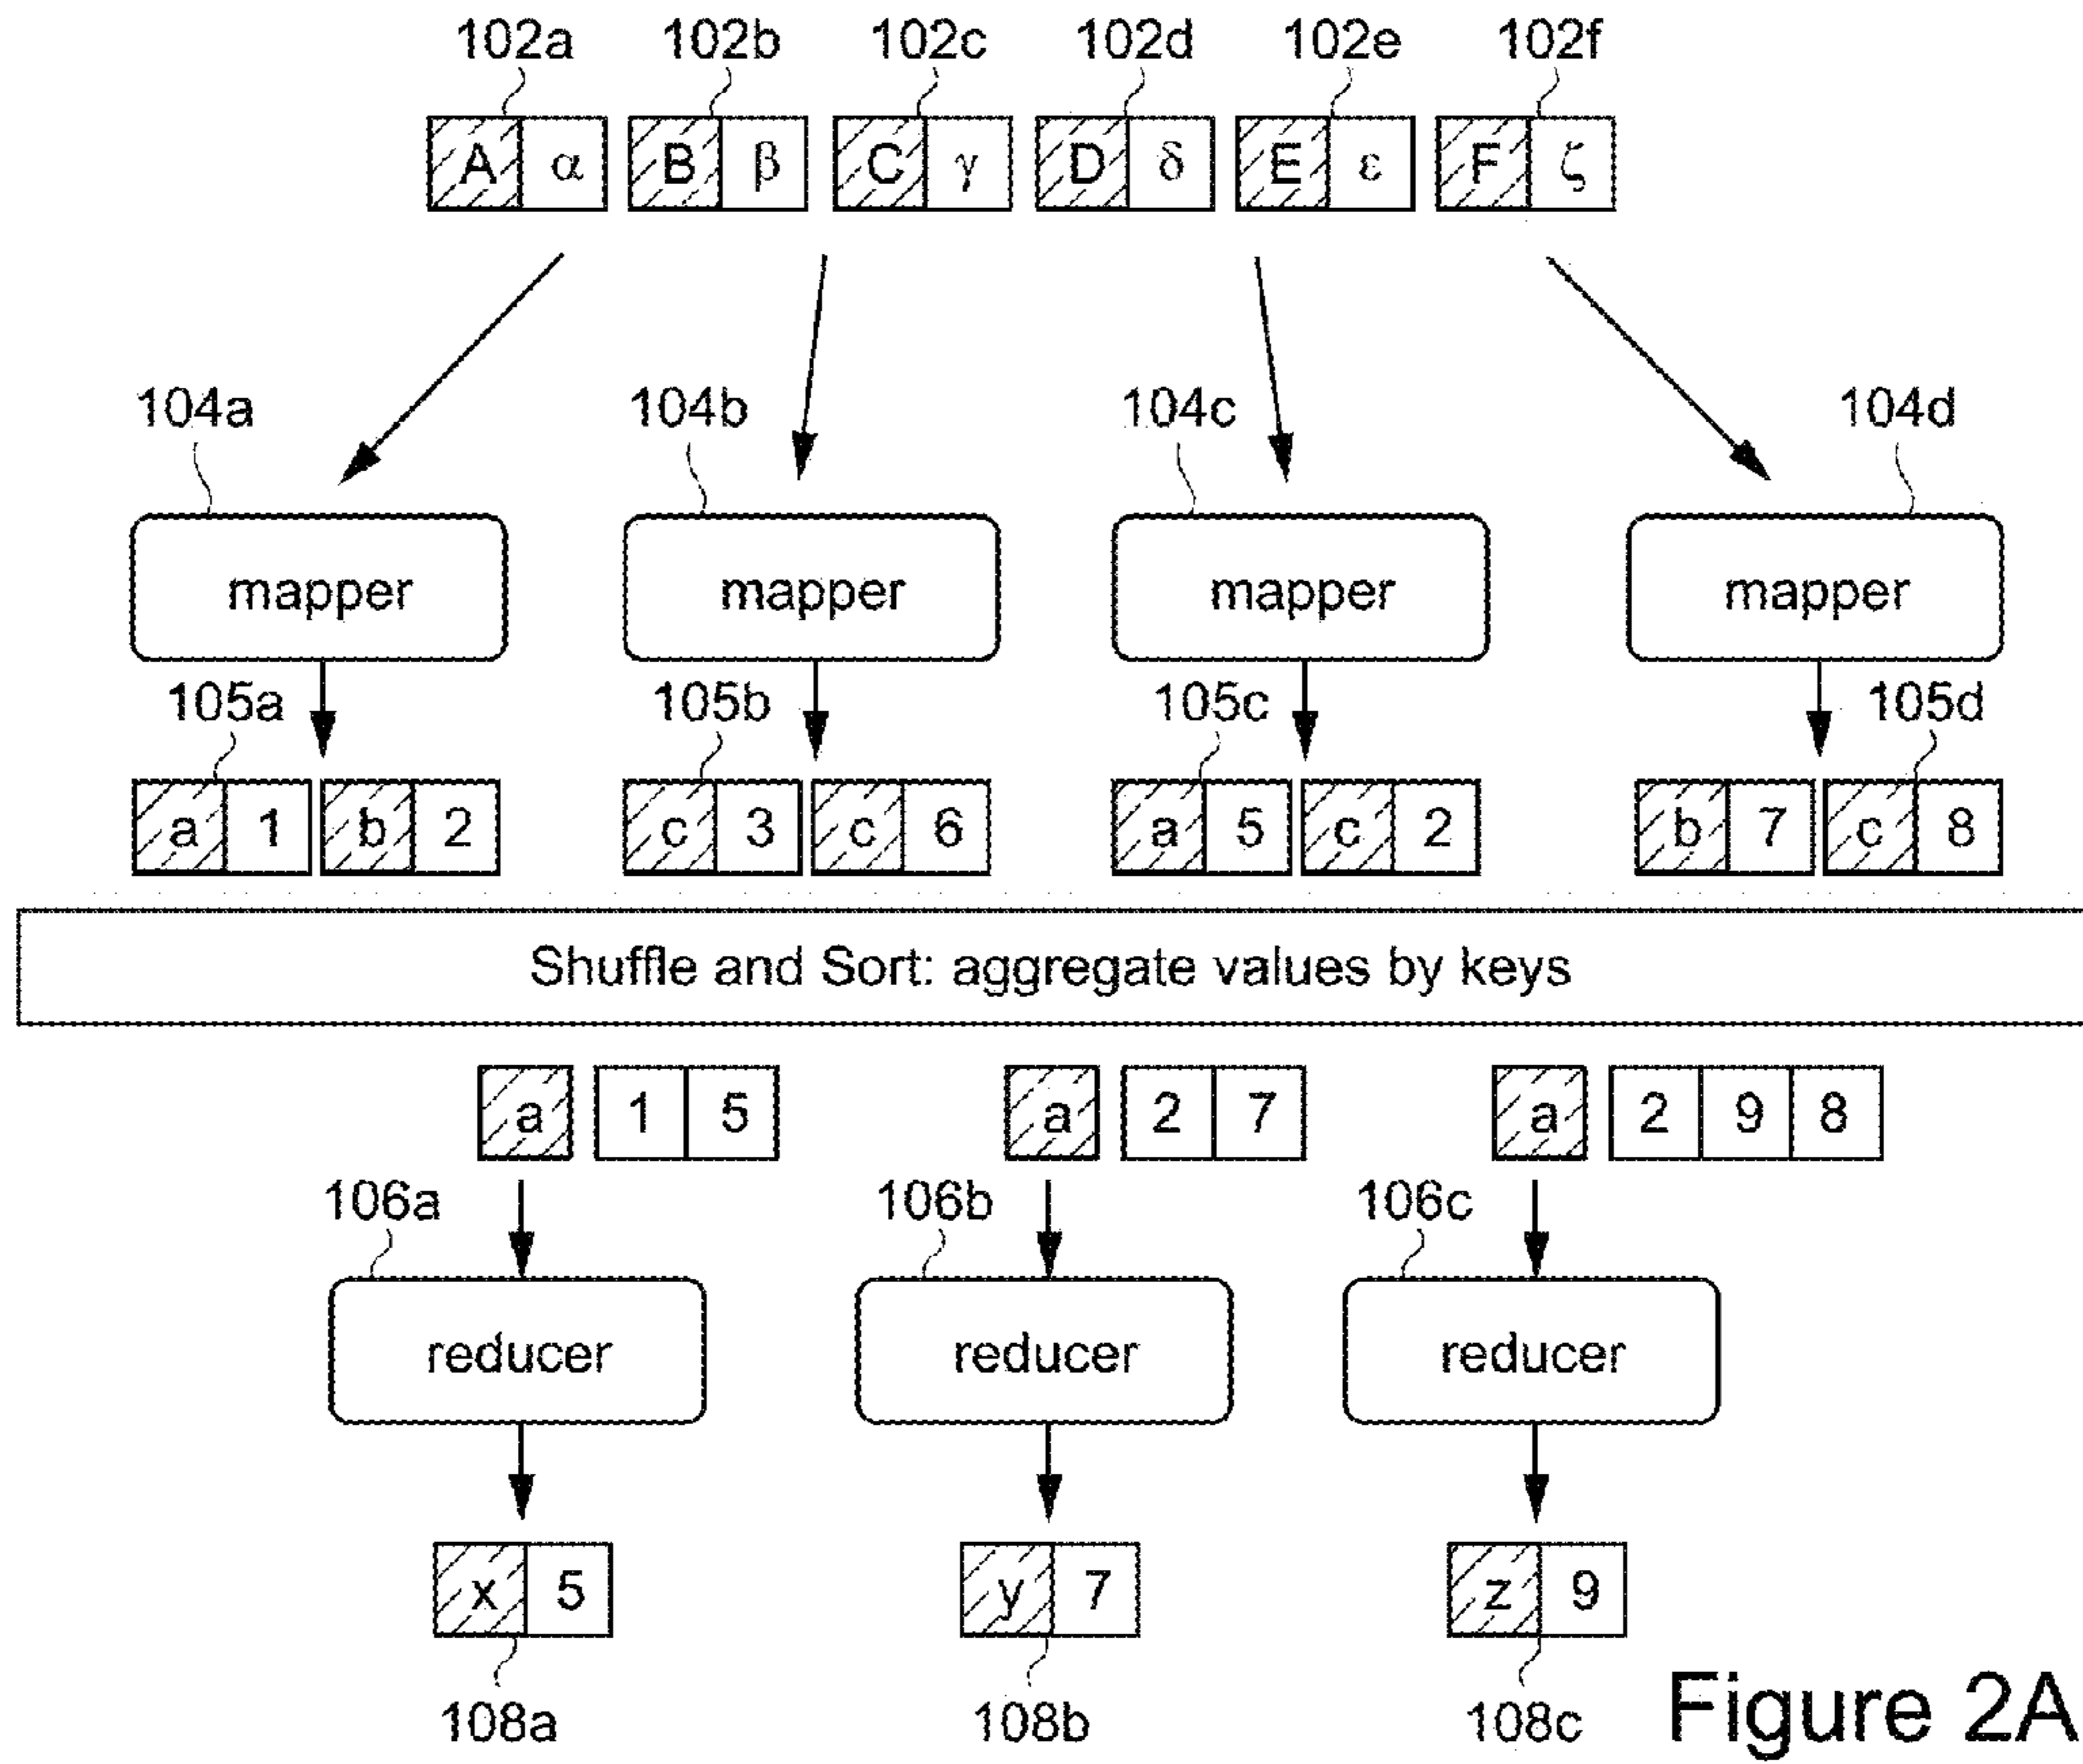 102a 102b 102c 102d 102e 102f
A α B β C γ D δ E ε F ζ
104a 104b 104c 104d
mapper mapper mapper mapper
105a 105b 105c 105d
a 1 b 2 c 3 c 6 a 5 c 2 b 7 c 8
Shuffle and Sort: aggregate values by keys
a 1 5 a 2 7 a 2 9 8
106a 106b 106c
reducer reducer reducer
x 5 y 7 z 9
108a 108b 108c
Figure 2A